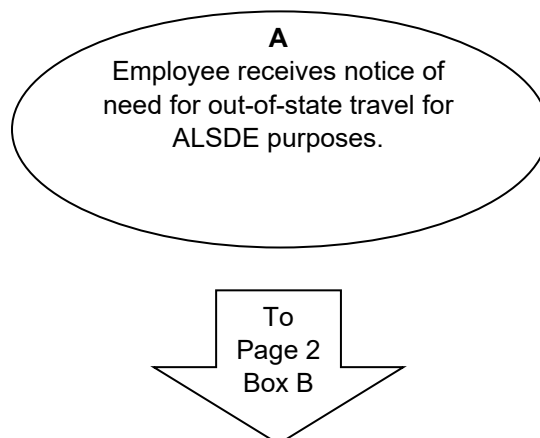 A
Employee receives notice of
need for out-of-state travel for
ALSDE purposes.
To
Page 2
Box B